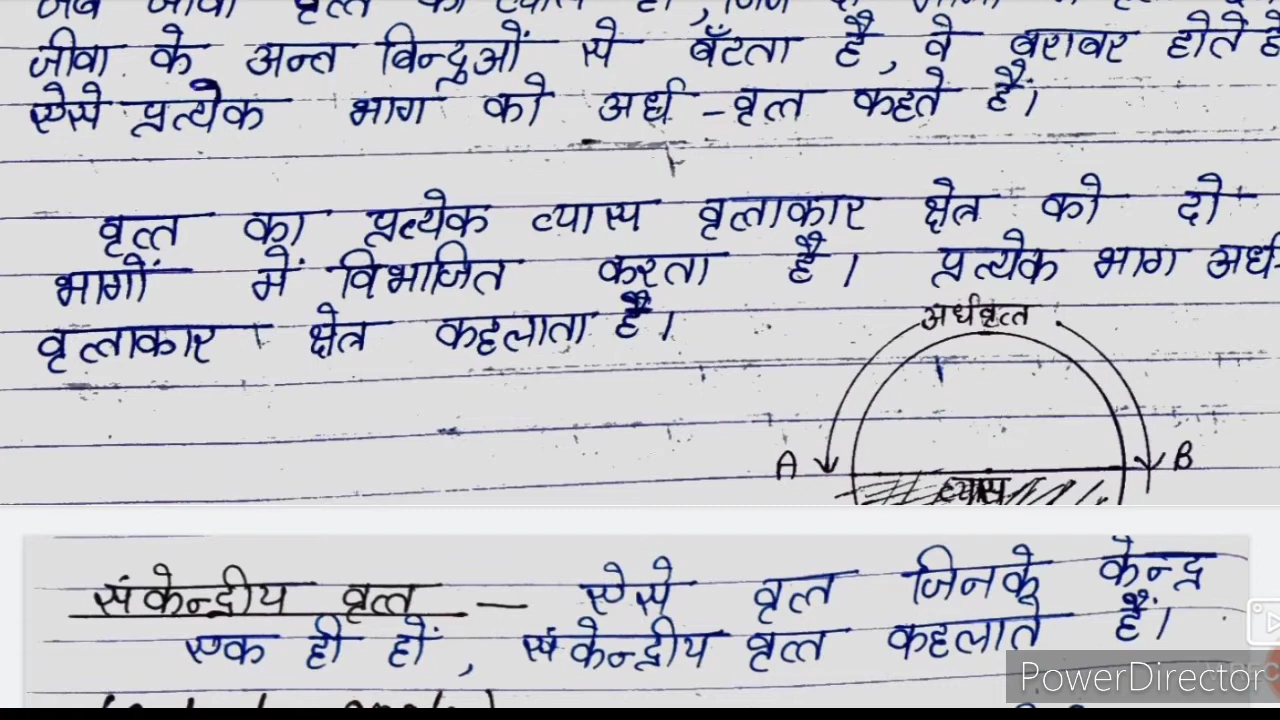 जीवा के अन्त बिन्दुओं से बँटता है, वे बराबर होते है
ऐसे प्रत्येक भाग को अर्ध-वृत्त कहते हैं।
वृत्त का प्रत्येक व्यास वृत्ताकार क्षेत्र को दो
भागों में विभाजित करता है। प्रत्येक भाग अर्ध-
वृत्ताकार क्षेत्र कहलाता है।
अर्धवृत्त
A B
व्यास
संकेन्द्रीय वृत्त — ऐसे वृत्त जिनके केन्द्र
एक ही हों, संकेन्द्रीय वृत्त कहलाते हैं।
PowerDirector